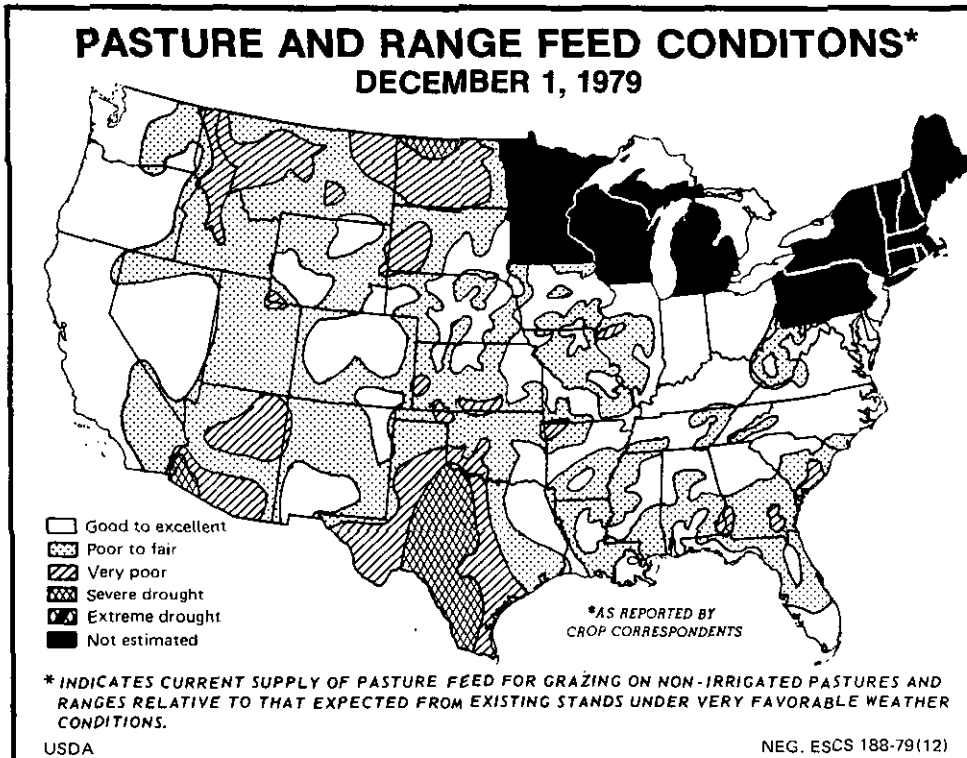 PASTURE AND RANGE FEED CONDITONS*
DECEMBER 1, 1979
Good to excellent
Poor to fair
Very poor
Severe drought
Extreme drought
Not estimated
*AS REPORTED BY
CROP CORRESPONDENTS
* INDICATES CURRENT SUPPLY OF PASTURE FEED FOR GRAZING ON NON-IRRIGATED PASTURES AND
RANGES RELATIVE TO THAT EXPECTED FROM EXISTING STANDS UNDER VERY FAVORABLE WEATHER
CONDITIONS.
USDA
NEG. ESCS 188-79(12)